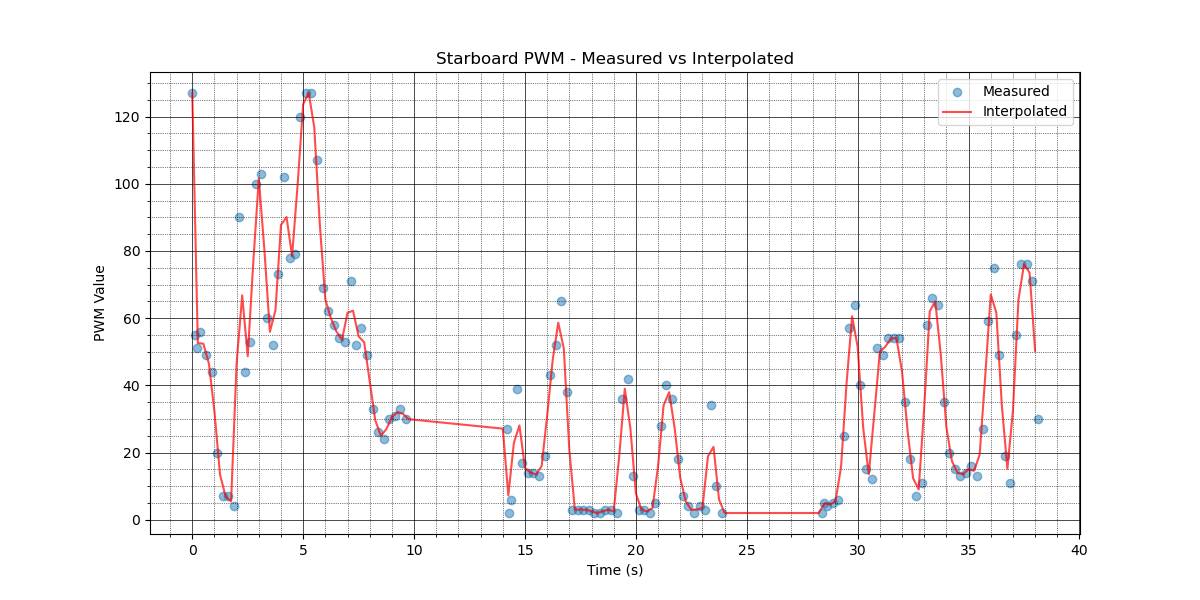 Starboard PWM - Measured vs Interpolated
Measured
Interpolated
PWM Value
120
100
80
60
40
20
0
0 5 10 15 20 25 30 35 40
Time (s)